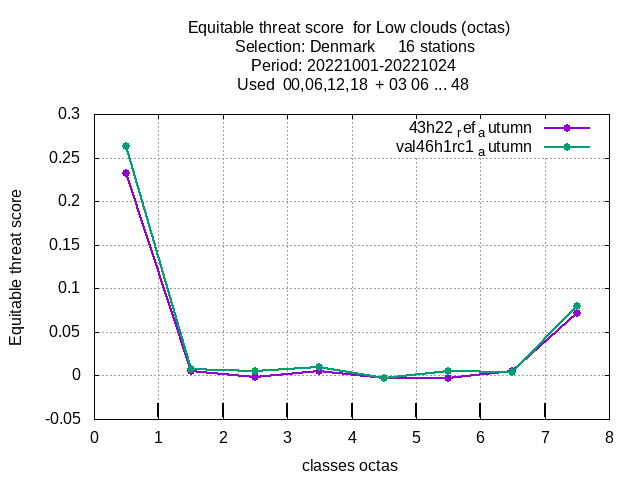 Equitable threat score  for Low clouds (octas)
Selection: Denmark     16 stations
Period: 20221001-20221024
Used  00,06,12,18  + 03 06 ... 48
43h22_ref_autumn
val46h1rc1_autumn
0.3
0.25
0.2
0.15
0.1
0.05
0
-0.05
Equitable threat score
0 1 2 3 4 5 6 7 8
classes octas